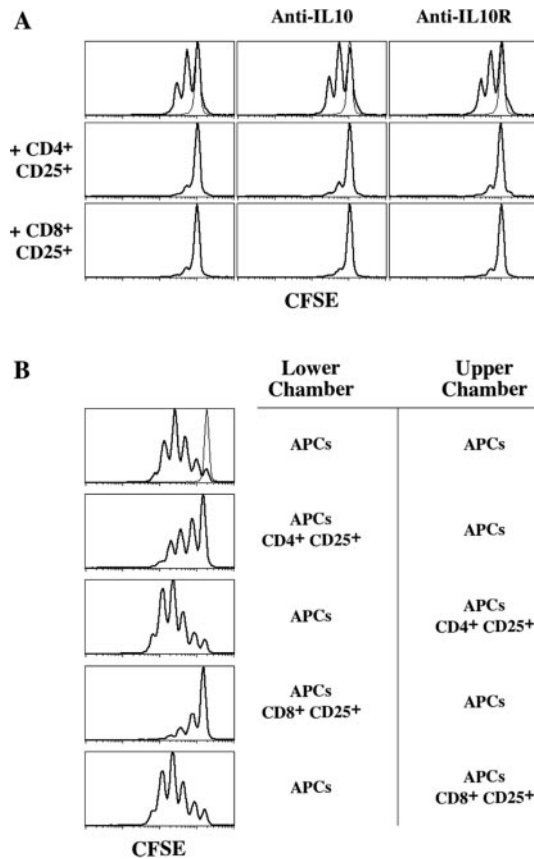 A
Anti-IL10
Anti-IL10R
+ CD4+
CD25+
+ CD8+
CD25+
CFSE
B
Lower
Chamber
Upper
Chamber
APCs
APCs
APCs
CD4+ CD25+
APCs
APCs
APCs
CD4+ CD25+
APCs
CD8+ CD25+
APCs
APCs
APCs
CD8+ CD25+
CFSE